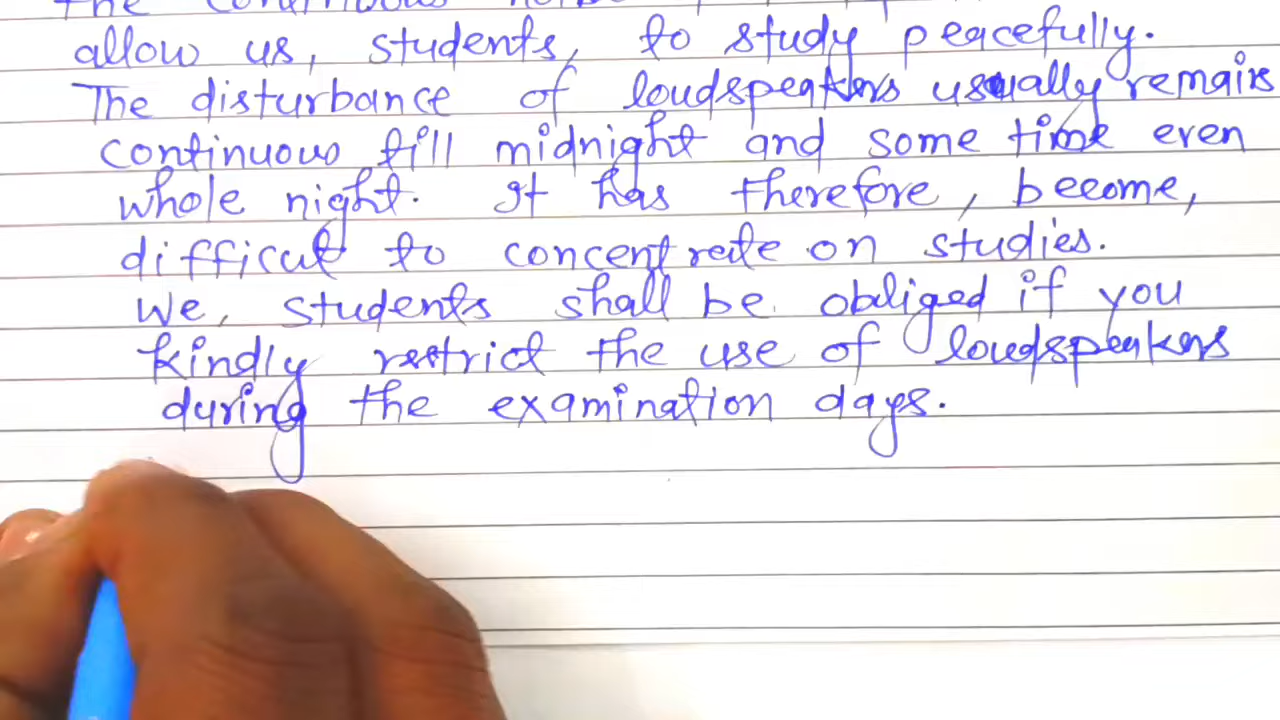 The continuous
allow us, students, to study peacefully.
The disturbance of loudspeakers usually remains
continuous till midnight and some time even
whole night. It has therefore, become,
difficult to concentrate on studies.
We, students shall be obliged if you
kindly restrict the use of loudspeakers
during the examination days.